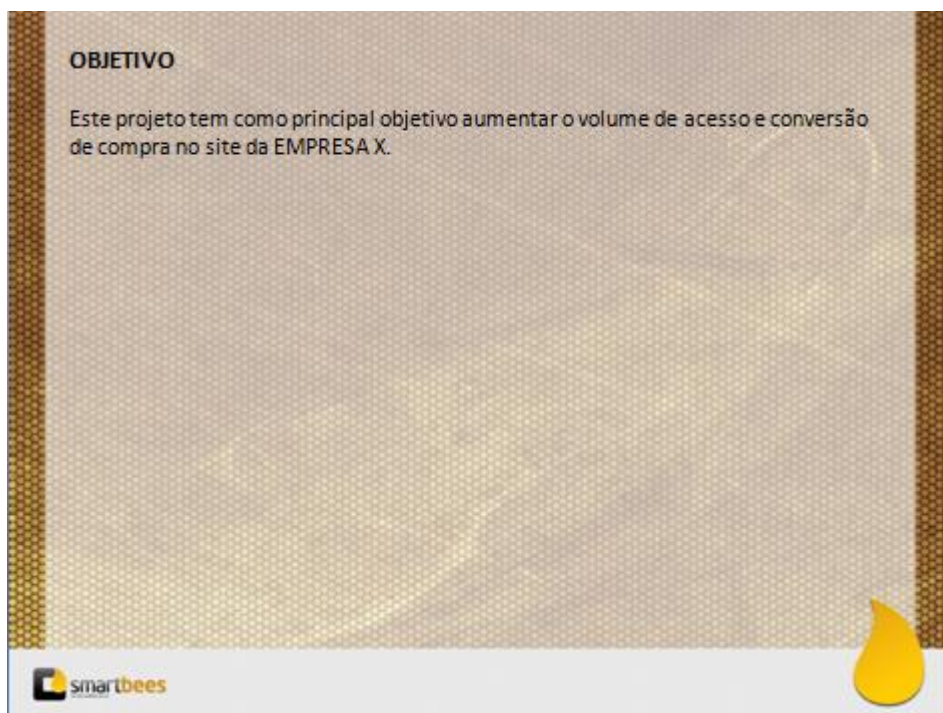 OBJETIVO
Este projeto tem como principal objetivo aumentar o volume de acesso e conversão
de compra no site da EMPRESA X.
smartbees